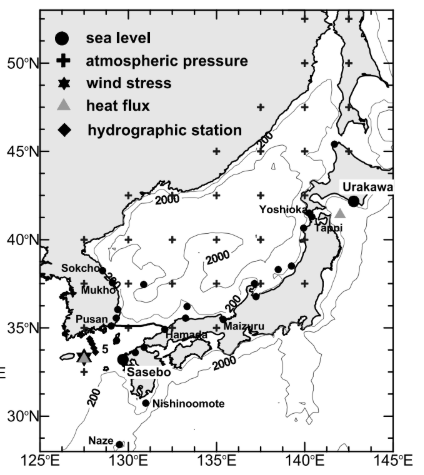 50°N
45°N
40°N
35°N
30°N
125°E
130°E
135°E
140°E
145°E
sea level
atmospheric pressure
wind stress
heat flux
hydrographic station
200
2000
Urakawa
Yoshioka
Tappi
2000
Sokcho
200
Mukho
200
Pusan
Maizuru
Hamada
5
Sasebo
2000
200
Nishinoomote
Naze
E